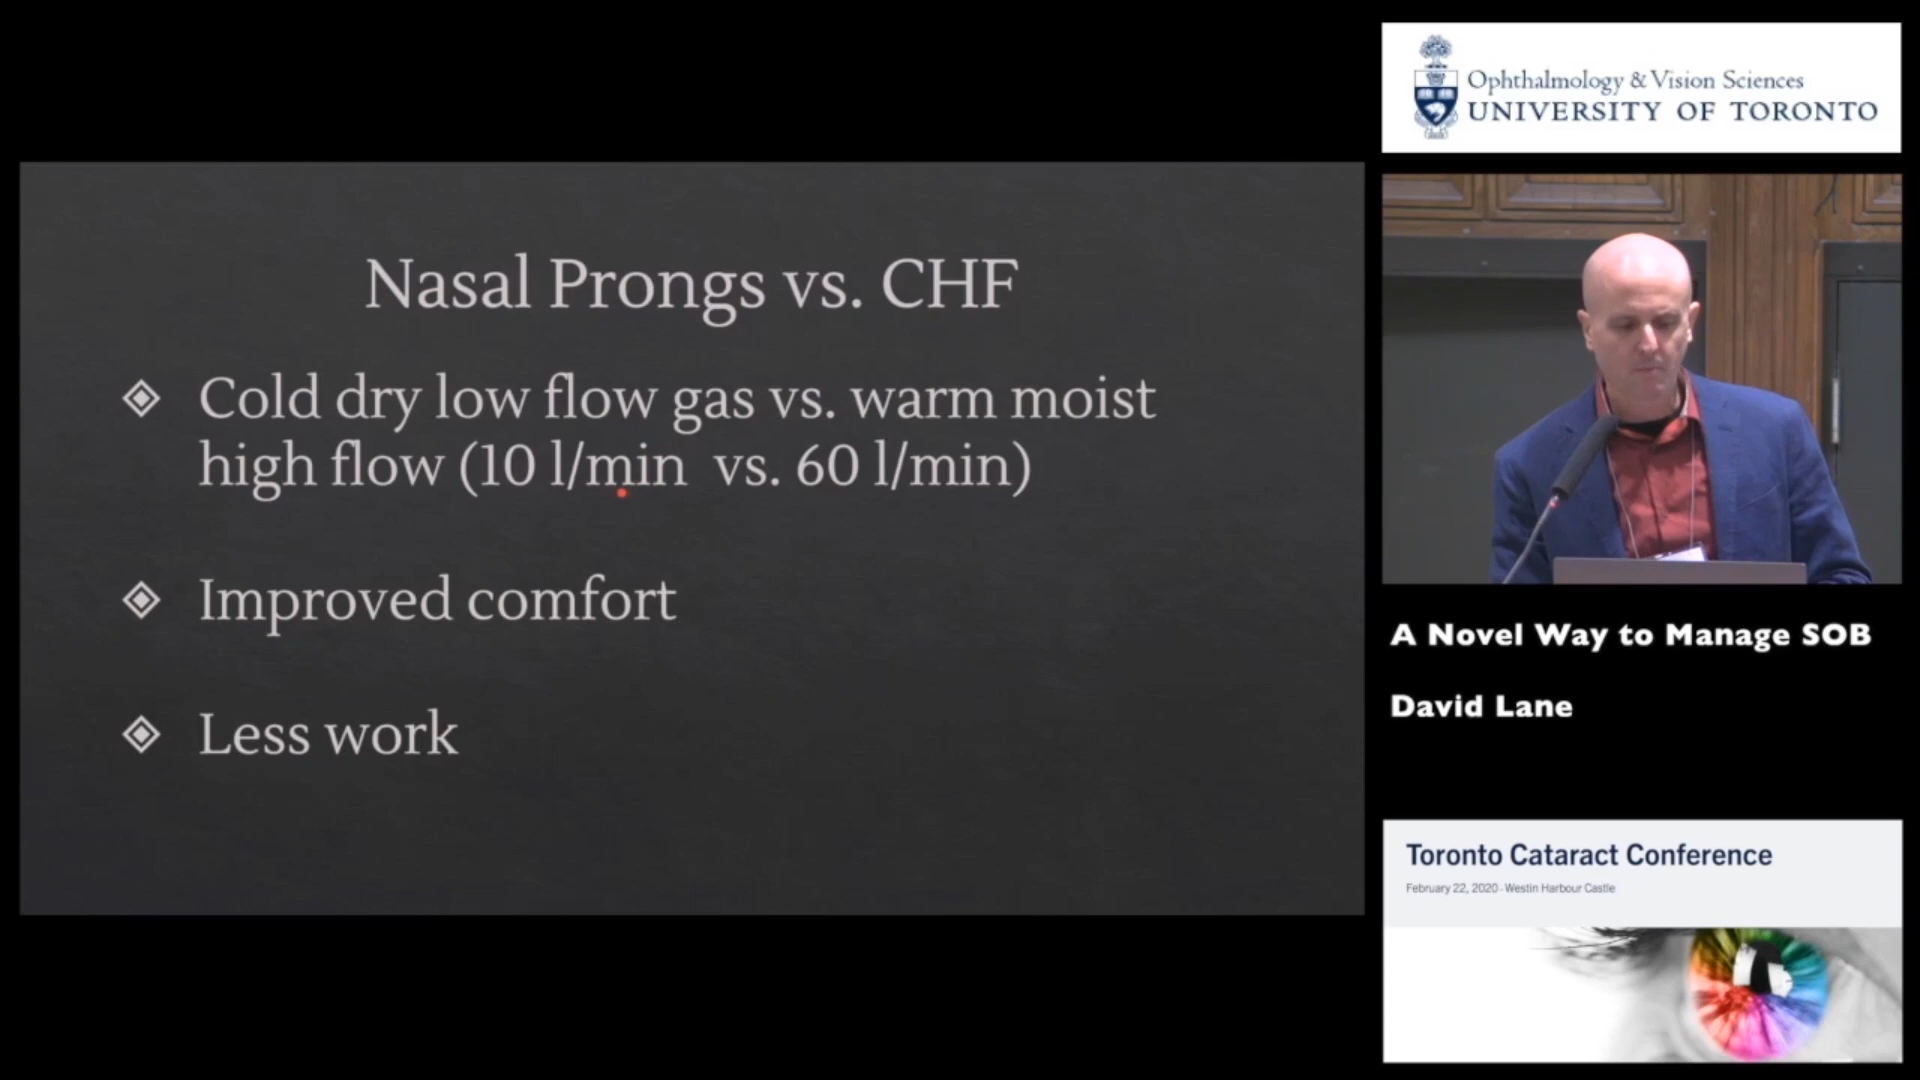 Ophthalmology & Vision Sciences
UNIVERSITY OF TORONTO
Nasal Prongs vs. CHF
Cold dry low flow gas vs. warm moist
high flow (10 l/min vs. 60 l/min)
Improved comfort
Less work
A Novel Way to Manage SOB
David Lane
Toronto Cataract Conference
February 22, 2020 - Westin Harbour Castle